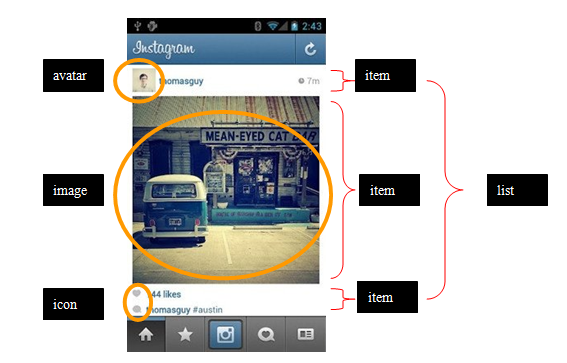 2:43
Instagram
avatar
thomasguy
7m
item
MEAN-EYED CAT BAR
image
item
list
44 likes
thomasguy #austin
icon
item